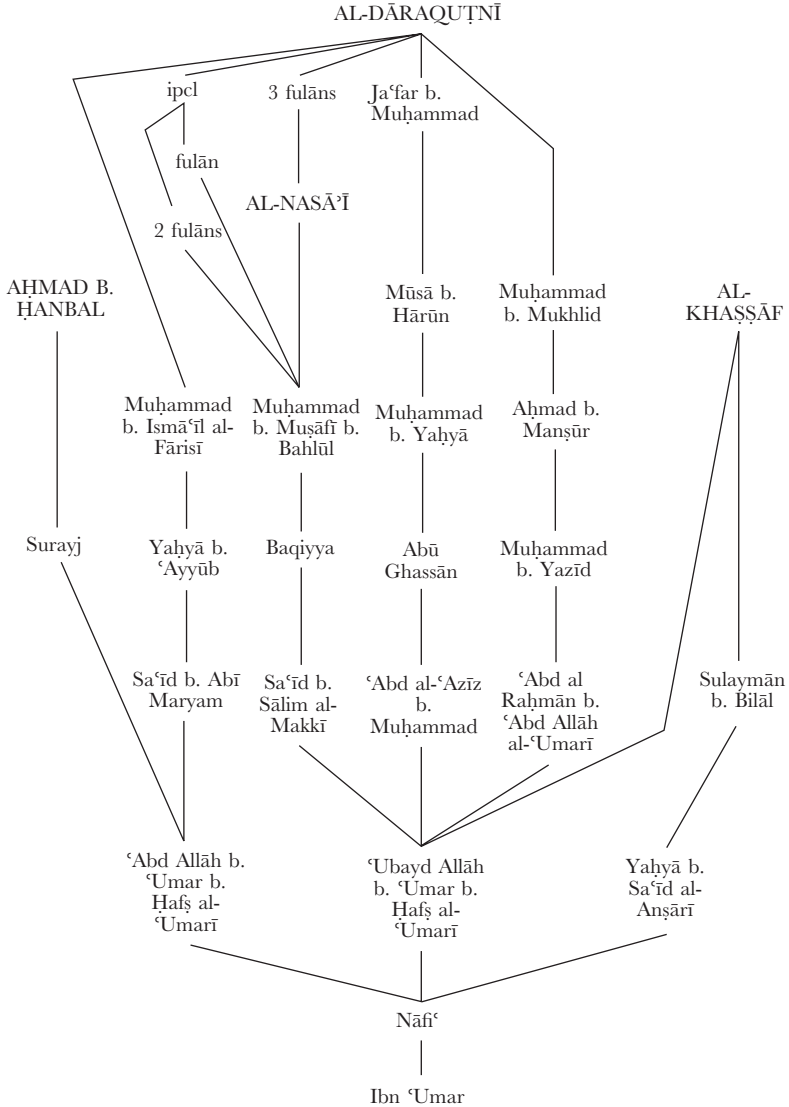 AL-DĀRAQUṬNĪ
ipcl
3 fulāns
Jaʿfar b.
Muḥammad
fulān
AL-NASĀʾĪ
2 fulāns
AḤMAD B.
ḤANBAL
Mūsā b.
Hārūn
Muḥammad
b. Mukhlid
AL-
KHAṢṢĀF
Muḥammad
b. Ismāʿīl al-
Fārisī
Muḥammad
b. Muṣāfī b.
Bahlūl
Muḥammad
b. Yaḥyā
Aḥmad b.
Manṣūr
Surayj
Yaḥyā b.
ʿAyyūb
Baqiyya
Abū
Ghassān
Muḥammad
b. Yazīd
Saʿīd b. Abī
Maryam
Saʿīd b.
Sālim al-
Makkī
ʿAbd al-ʿAzīz
b.
Muḥammad
ʿAbd al
Raḥmān b.
ʿAbd Allāh
al-ʿUmarī
Sulaymān
b. Bilāl
ʿAbd Allāh b.
ʿUmar b.
Ḥafṣ al-
ʿUmarī
ʿUbayd Allāh
b. ʿUmar b.
Ḥafṣ al-
ʿUmarī
Yaḥyā b.
Saʿīd al-
Anṣārī
Nāfiʿ
Ibn ʿUmar